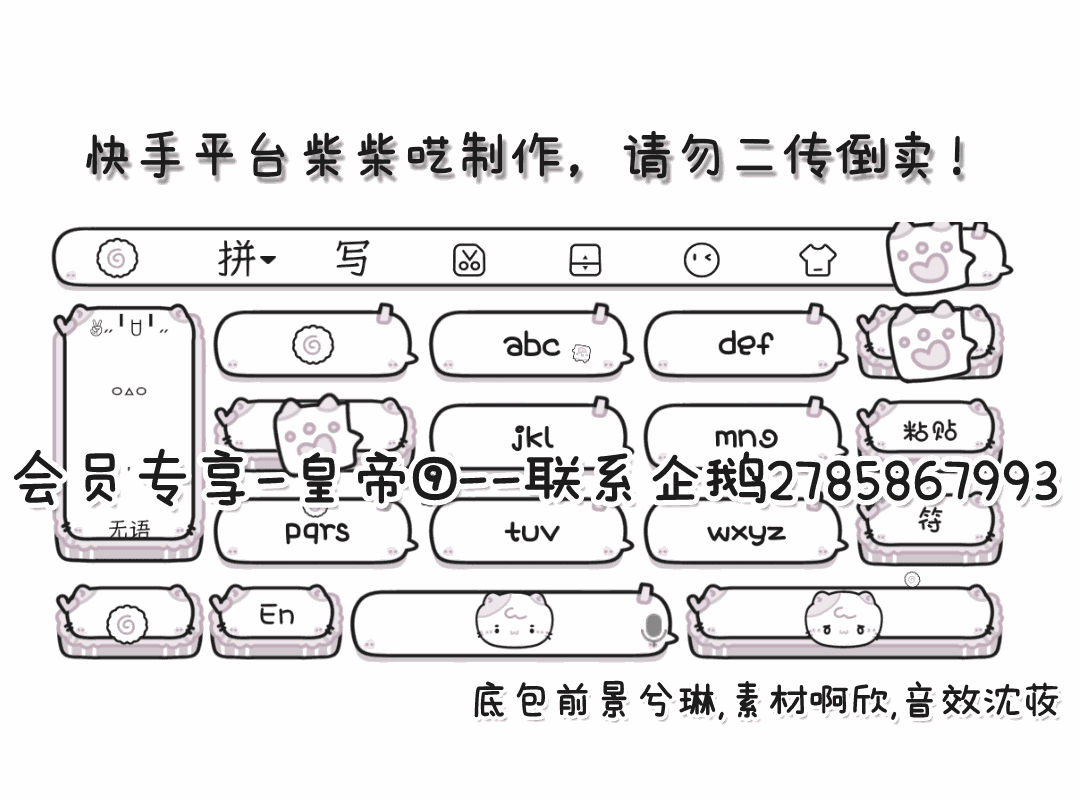 快手平台柴柴哎制作，请勿二传倒卖！
拼 写
abc def
jkl mno 粘贴
会员专享-皇帝⑨--联系 企鹅2785867993
无语 pqrs tuv wxyz 符
En
底包前景兮琳,素材啊欣,音效沈莜